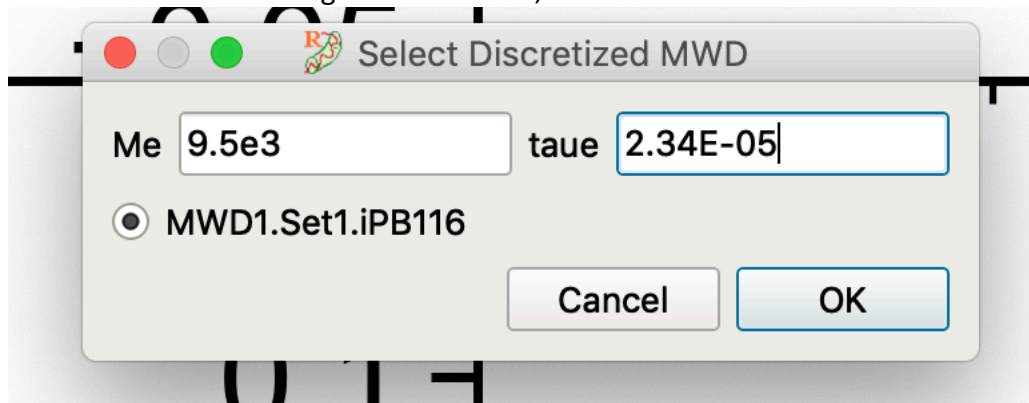 Select Discretized MWD
Me 9.5e3 taue 2.34E-05
MWD1.Set1.iPB116
Cancel OK